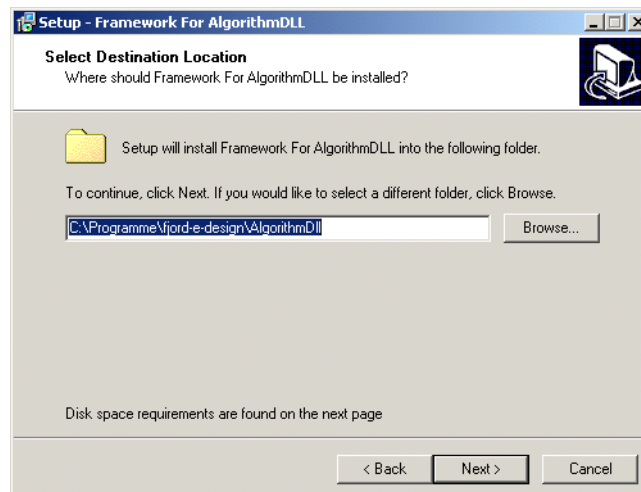 Setup - Framework For AlgorithmDLL
Select Destination Location
Where should Framework For AlgorithmDLL be installed?
Setup will install Framework For AlgorithmDLL into the following folder.
To continue, click Next. If you would like to select a different folder, click Browse.
C:\Programme\fjord-e-design\AlgorithmDll
Browse...
Disk space requirements are found on the next page
< Back
Next >
Cancel